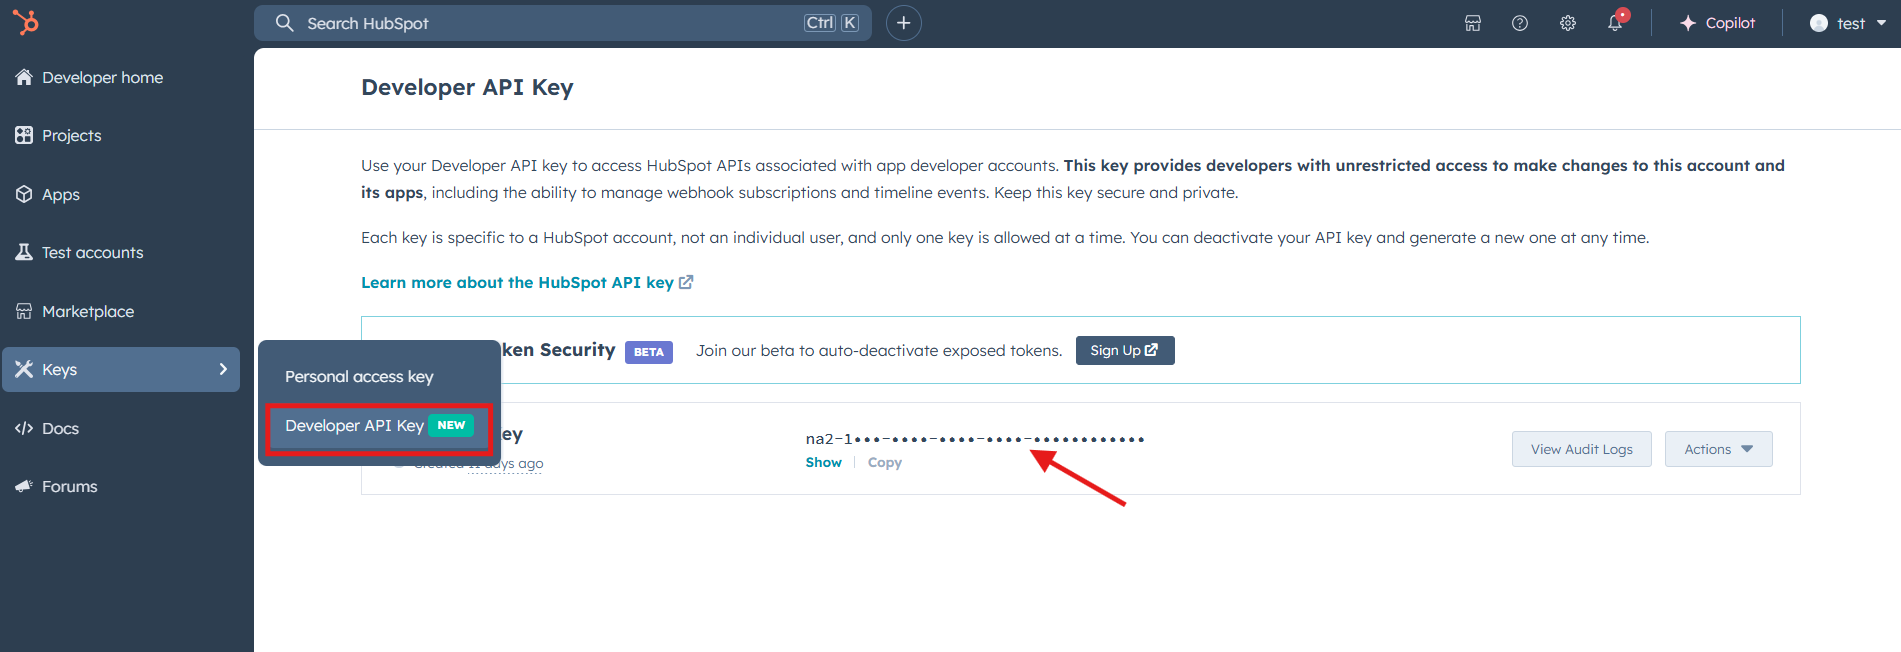 Search HubSpot
Ctrl K
Copilot
test
Developer home
Projects
Apps
Test accounts
Marketplace
Keys
Docs
Forums
Personal access key
Developer API Key NEW
Developer API Key
Use your Developer API key to access HubSpot APIs associated with app developer accounts. This key provides developers with unrestricted access to make changes to this account and
its apps, including the ability to manage webhook subscriptions and timeline events. Keep this key secure and private.
Each key is specific to a HubSpot account, not an individual user, and only one key is allowed at a time. You can deactivate your API key and generate a new one at any time.
Learn more about the HubSpot API key
ken Security BETA Join our beta to auto-deactivate exposed tokens. Sign Up
ey
days ago
na2-1•••-••••-••••-••••-••••••••••••
Show Copy
View Audit Logs
Actions